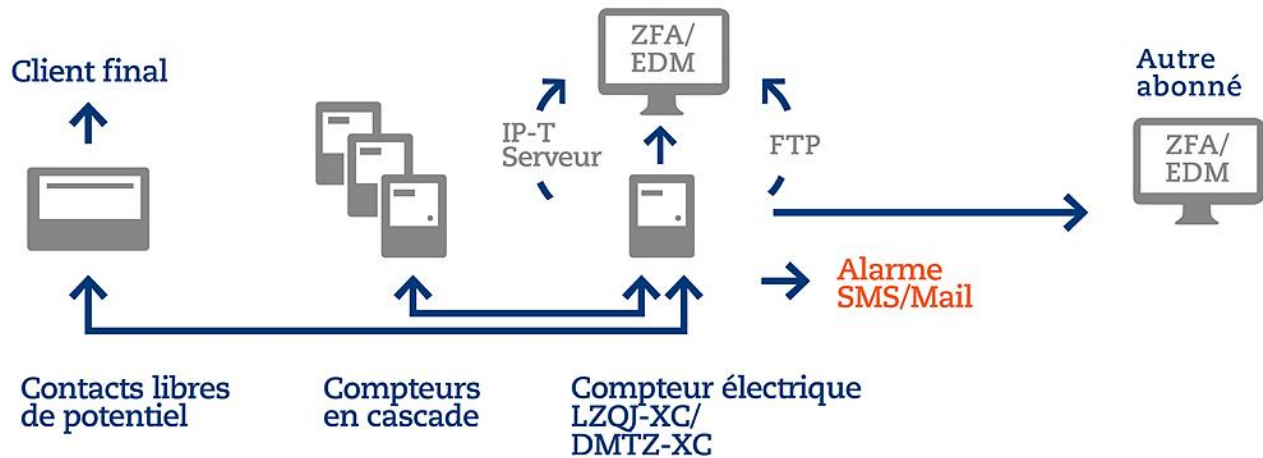 Client final
ZFA/
EDM
IP-T
Serveur
FTP
Autre
abonné
ZFA/
EDM
Alarme
SMS/Mail
Contacts libres
de potentiel
Compteurs
en cascade
Compteur électrique
LZQJ-XC/
DMTZ-XC